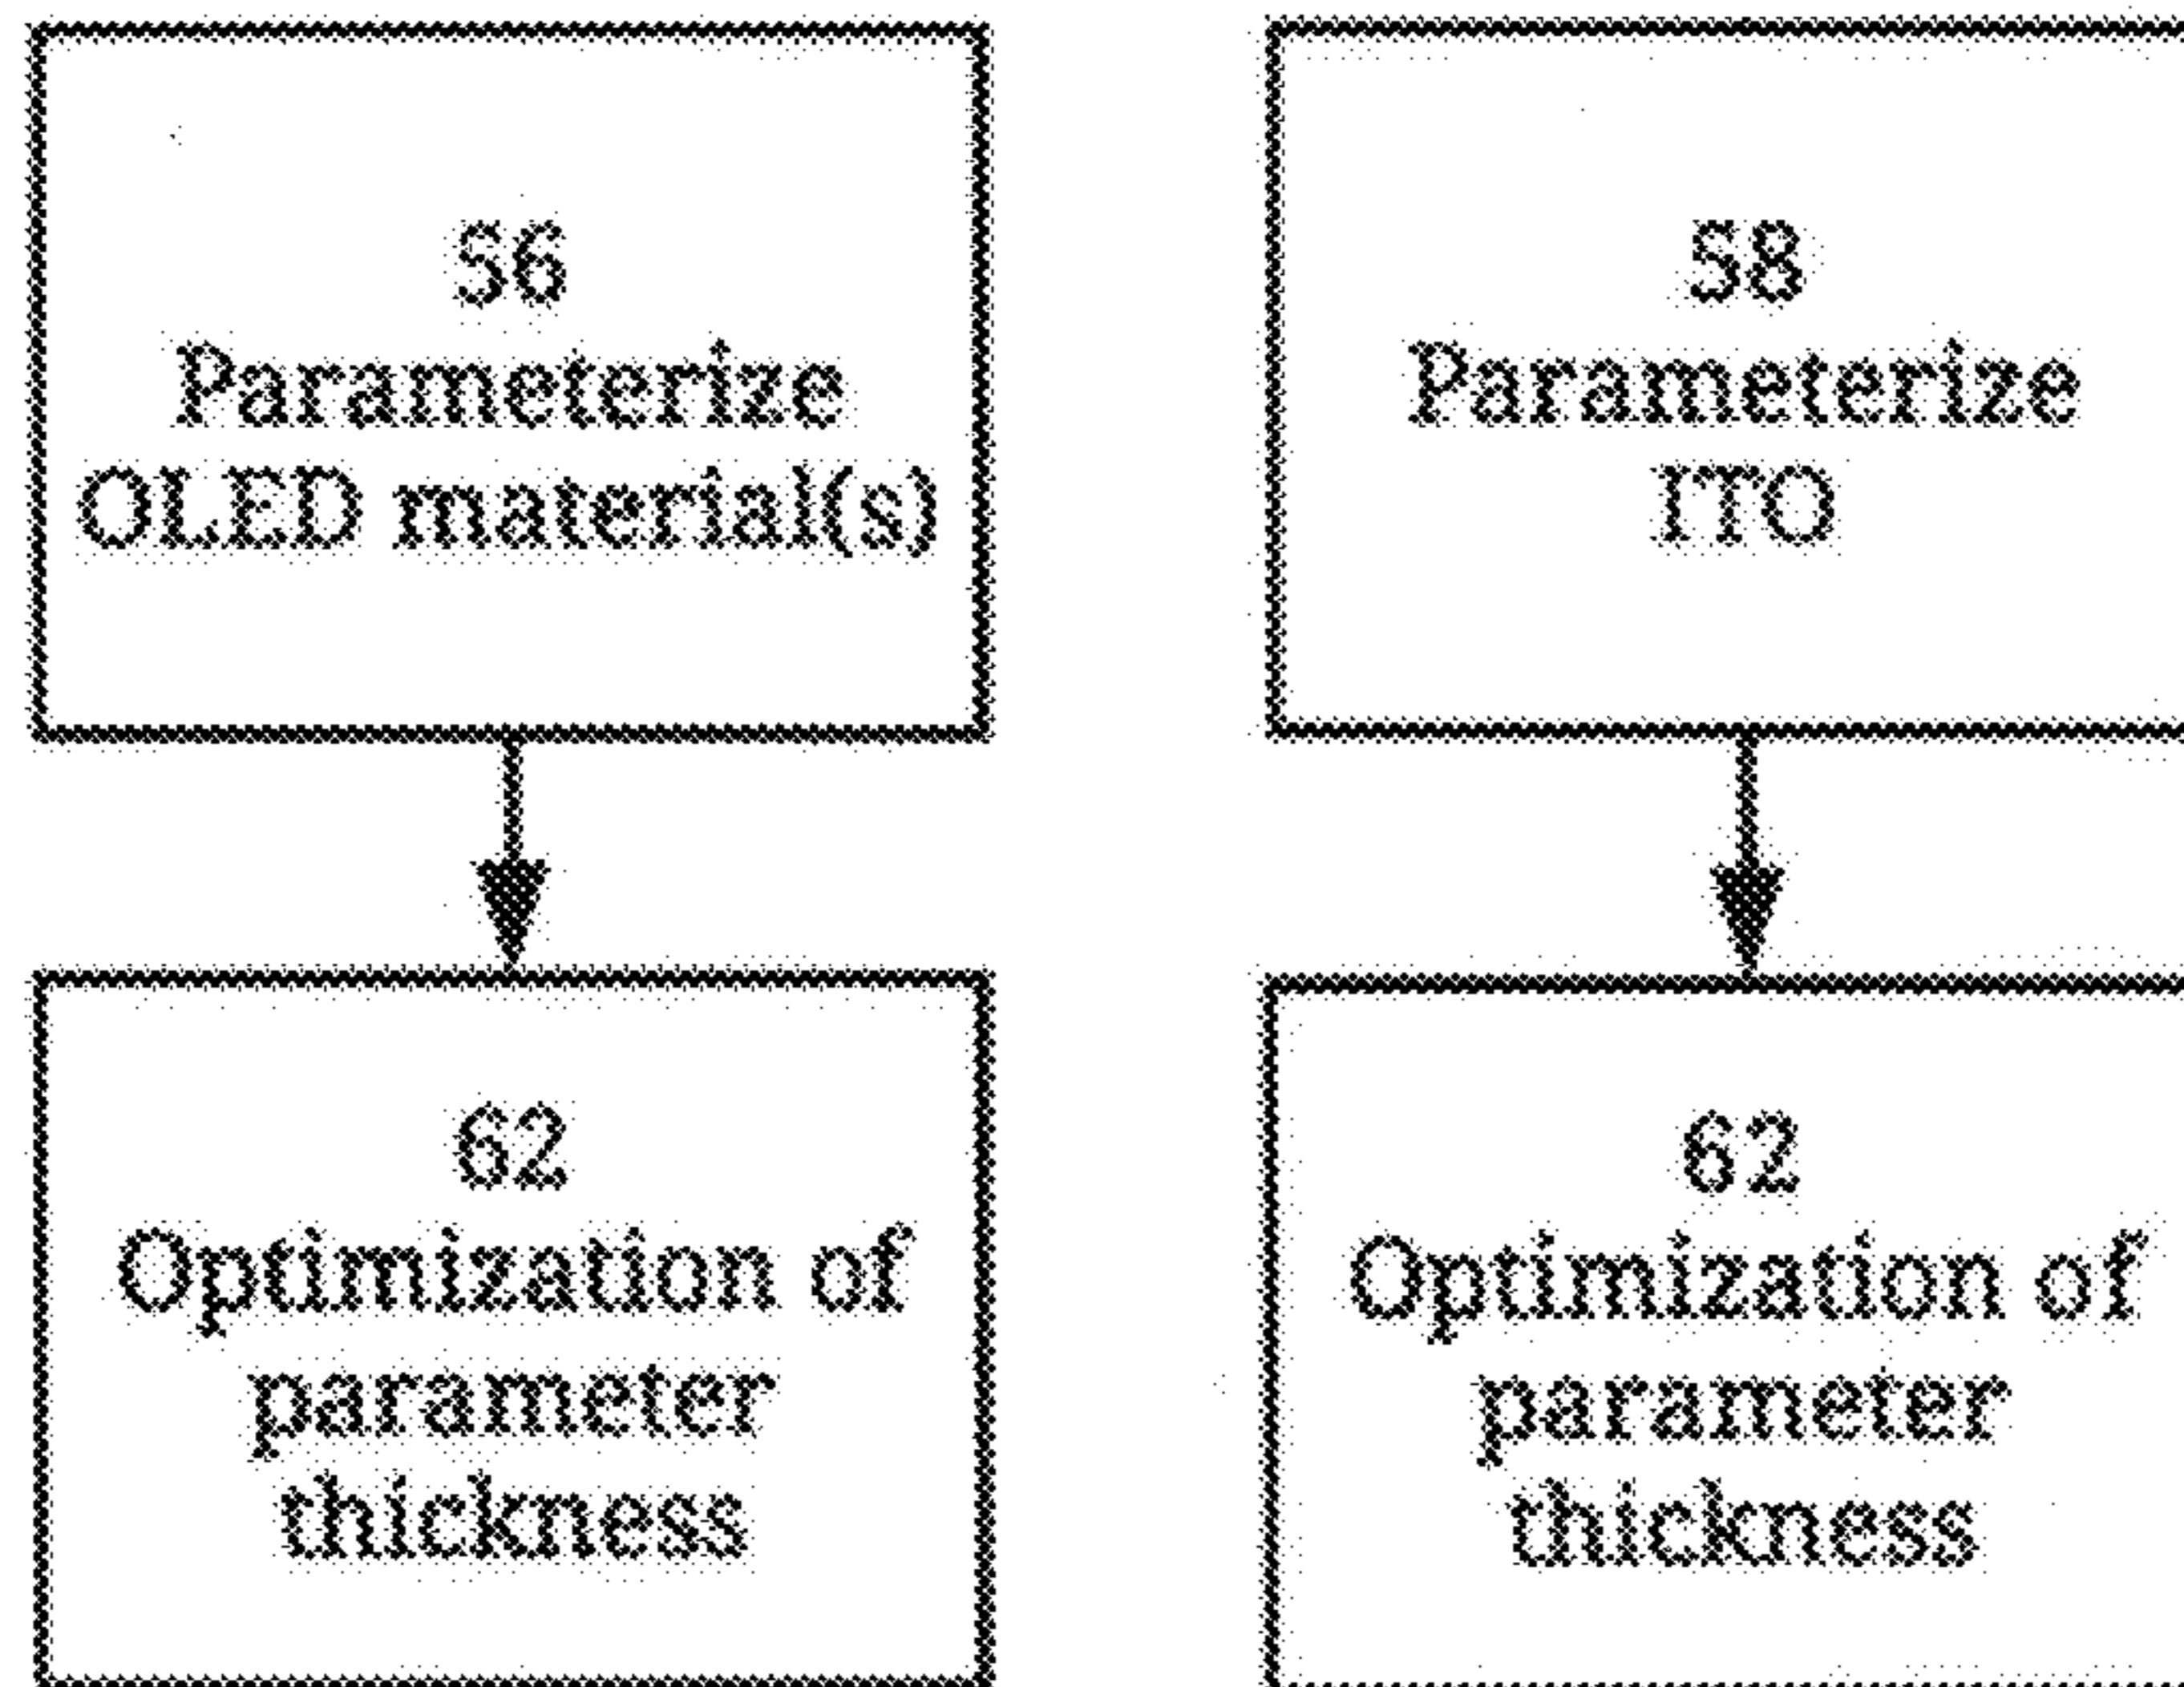 56
Parameterize
OLED material(s)
58
Parameterize
ITO
62
Optimization of
parameter
thickness
62
Optimization of
parameter
thickness